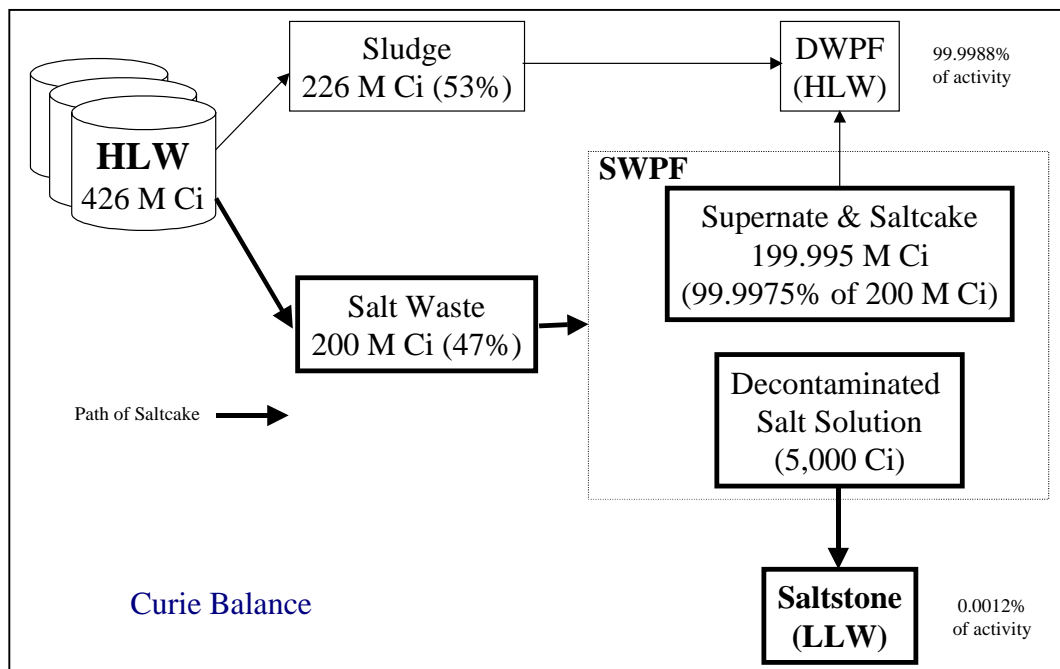 Sludge
226 M Ci (53%)
DWPF
(HLW)
99.9988%
of activity
HLW
426 M Ci
SWPF
Supernate & Saltcake
199.995 M Ci
(99.9975% of 200 M Ci)
Salt Waste
200 M Ci (47%)
Decontaminated
Salt Solution
(5,000 Ci)
Path of Saltcake
Curie Balance
Saltstone
(LLW)
0.0012%
of activity